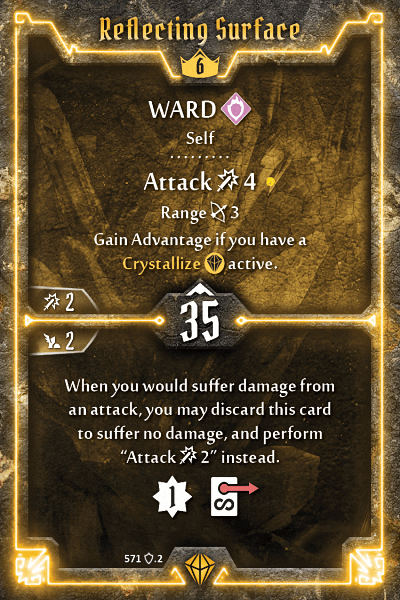 Reflecting Surface
6
WARD
Self
Attack 4
Range 3
Gain Advantage if you have a
Crystallize active.
2
35
2
When you would suffer damage from
an attack, you may discard this card
to suffer no damage, and perform
“Attack 2” instead.
1 S
571 .2